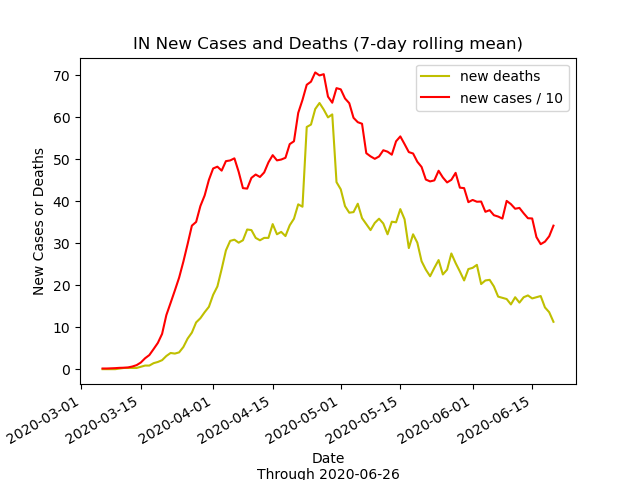 IN New Cases and Deaths (7-day rolling mean)
new deaths
new cases / 10
New Cases or Deaths
70
60
50
40
30
20
10
0
2020-03-01
2020-03-15
2020-04-01
2020-04-15
2020-05-01
2020-05-15
2020-06-01
2020-06-15
Date
Through 2020-06-26